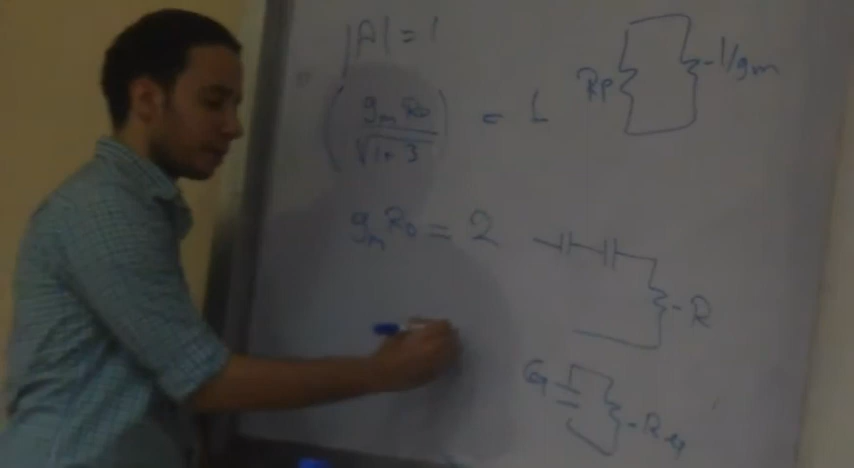 |A| = 1
(gm Ro / √1+3) = 1
gm Ro = 2
Rp
-1/gm
-R